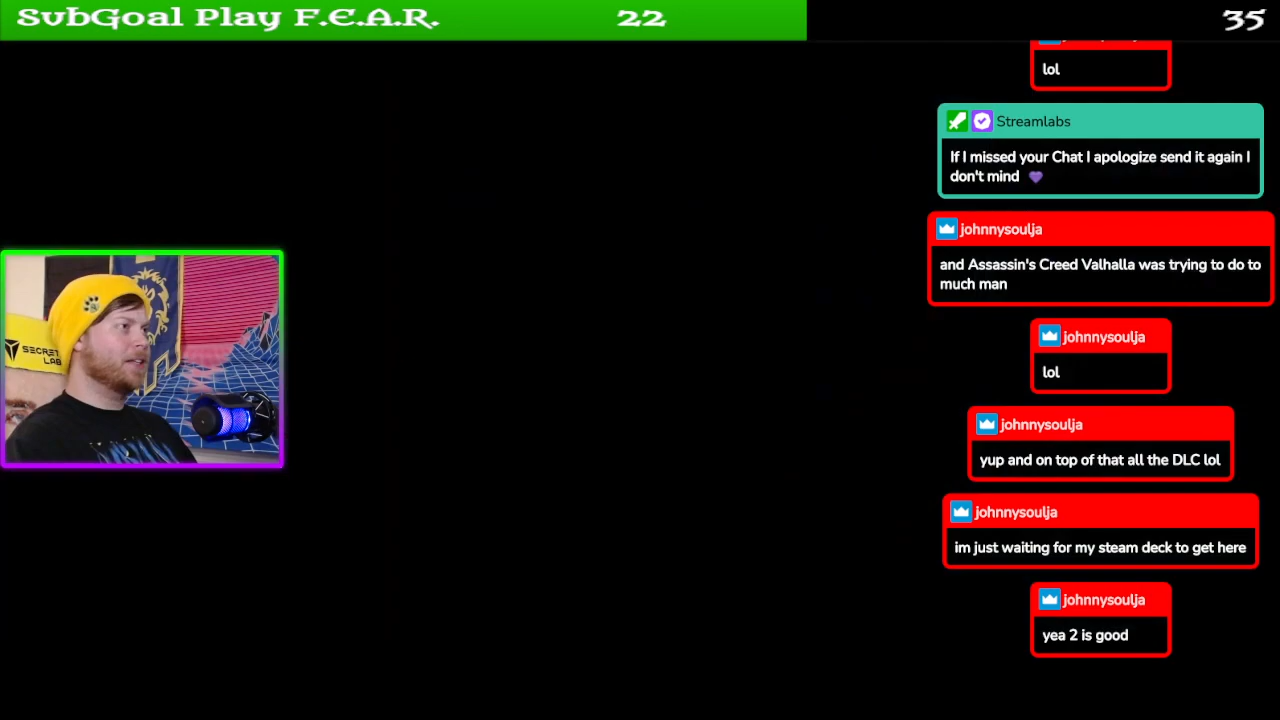 SubGoal Play F.E.A.R.
22
35
lol
Streamlabs
If I missed your Chat I apologize send it again I
don't mind 💜
johnnysoulja
and Assassin's Creed Valhalla was trying to do to
much man
johnnysoulja
lol
johnnysoulja
yup and on top of that all the DLC lol
johnnysoulja
im just waiting for my steam deck to get here
johnnysoulja
yea 2 is good
SECRET
LAB